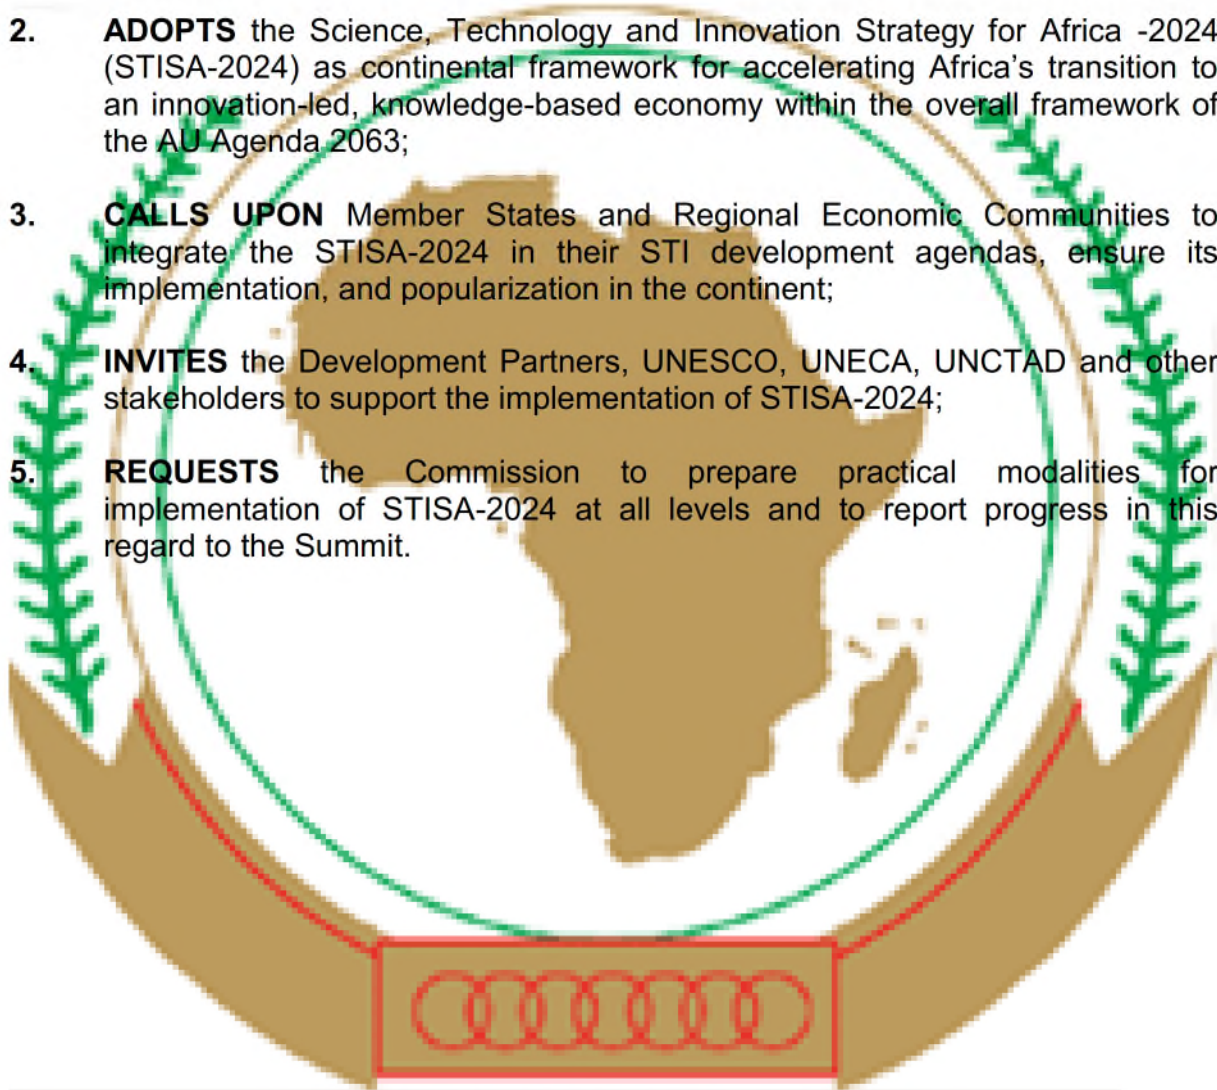 2. ADOPTS the Science, Technology and Innovation Strategy for Africa -2024
(STISA-2024) as continental framework for accelerating Africa's transition to
an innovation-led, knowledge-based economy within the overall framework of
the AU Agenda 2063;
3. CALLS UPON Member States and Regional Economic Communities to
integrate the STISA-2024 in their STI development agendas, ensure its
implementation, and popularization in the continent;
4. INVITES the Development Partners, UNESCO, UNECA, UNCTAD and other
stakeholders to support the implementation of STISA-2024;
5. REQUESTS the Commission to prepare practical modalities for
implementation of STISA-2024 at all levels and to report progress in this
regard to the Summit.